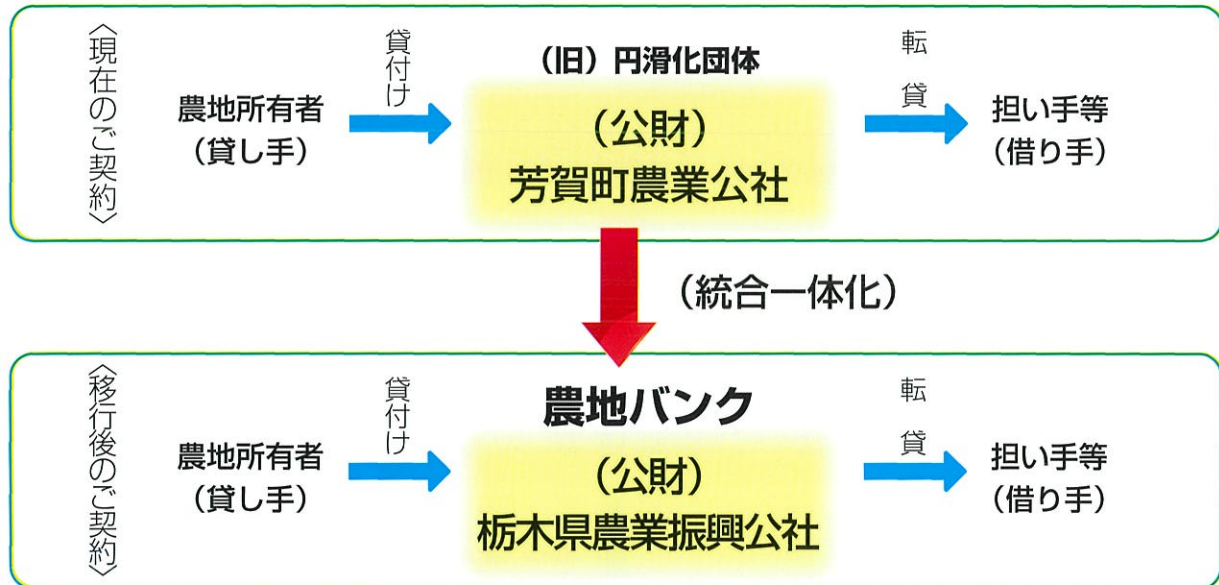 〈現在のご契約〉
農地所有者
(貸し手)
貸付け
(旧)円滑化団体
(公財)
芳賀町農業公社
転貸
担い手等
(借り手)
(統合一体化)
〈移行後のご契約〉
農地所有者
(貸し手)
貸付け
農地バンク
(公財)
栃木県農業振興公社
転貸
担い手等
(借り手)